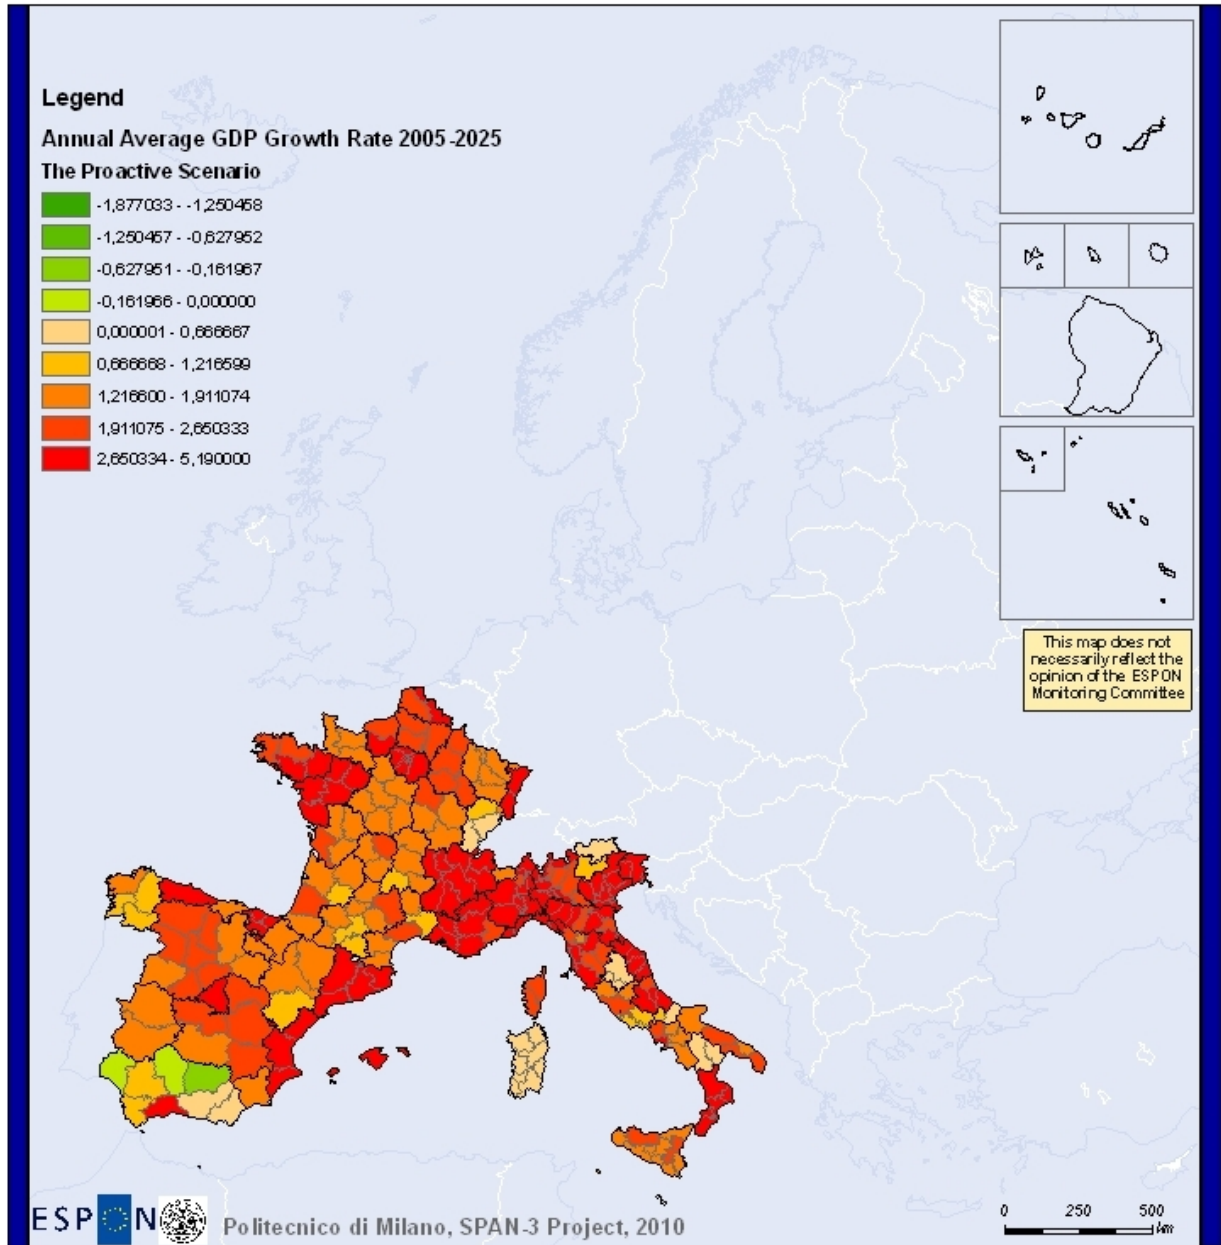 Legend
Annual Average GDP Growth Rate 2005-2025
The Proactive Scenario
-1,877033 - -1,250458
-1,250457 - -0,627952
-0,627951 - -0,161967
-0,161966 - 0,000000
0,000001 - 0,666667
0,666668 - 1,216599
1,216600 - 1,911074
1,911075 - 2,650333
2,650334 - 5,190000
This map does not
necessarily reflect the
opinion of the ESPON
Monitoring Committee
ESPON
Politecnico di Milano, SPAN-3 Project, 2010
0 250 500
km